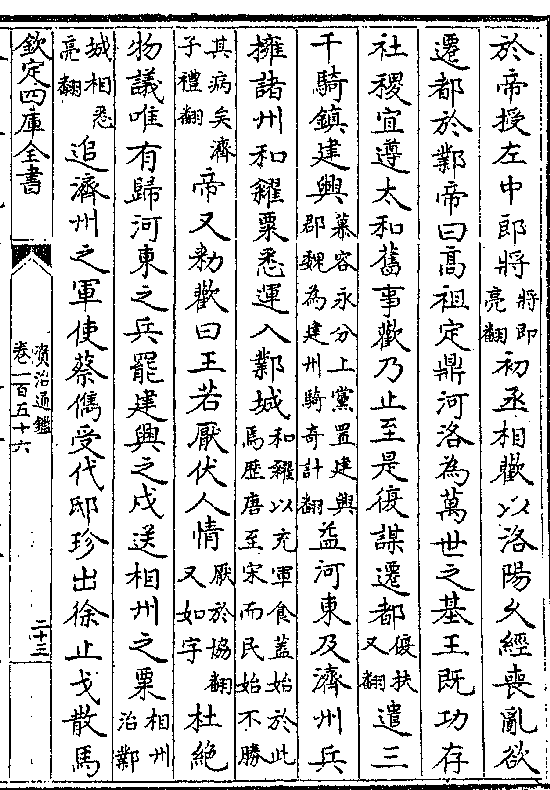 於帝授左中郎將將即亮翻初丞相歡以洛陽久經喪亂欲
遷都於鄴帝曰高祖定鼎河洛為萬世之基王既功存
社稷宜遵太和舊事歡乃止至是復謀遷都復扶又翻遣三
千騎鎮建興慕容永分上黨置建興郡魏為建州騎奇計翻益河東及濟州兵
擁諸州和糴粟悉運入鄴城和糴以充軍食蓋始於此焉歷唐至宋而民始不勝
其病矣濟子禮翻帝又勑歡曰王若厭伏人情厭於協翻又如字杜絕
物議唯有歸河東之兵罷建興之戍送相州之粟相州治鄴
城相悉亮翻追濟州之軍使蔡儁受代邸珍出徐止戈散馬
欽定四庫全書
資治通鑑
卷一百五十六
二十三